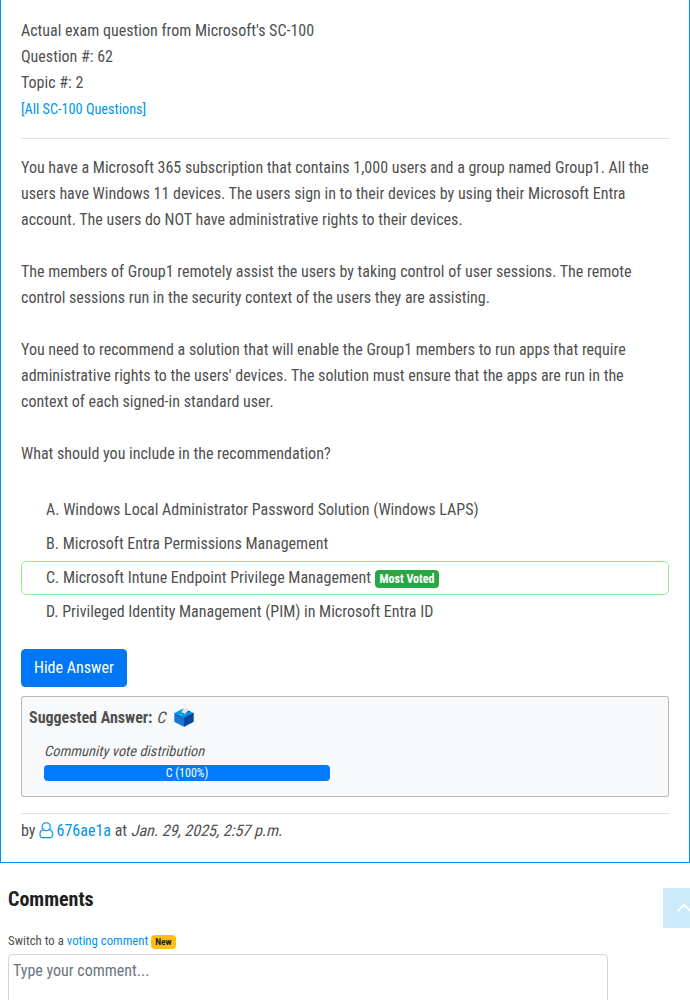 Actual exam question from Microsoft's SC-100
Question #: 62
Topic #: 2
[All SC-100 Questions]
You have a Microsoft 365 subscription that contains 1,000 users and a group named Group1. All the
users have Windows 11 devices. The users sign in to their devices by using their Microsoft Entra
account. The users do NOT have administrative rights to their devices.
The members of Group1 remotely assist the users by taking control of user sessions. The remote
control sessions run in the security context of the users they are assisting.
You need to recommend a solution that will enable the Group1 members to run apps that require
administrative rights to the users' devices. The solution must ensure that the apps are run in the
context of each signed-in standard user.
What should you include in the recommendation?
A. Windows Local Administrator Password Solution (Windows LAPS)
B. Microsoft Entra Permissions Management
C. Microsoft Intune Endpoint Privilege Management Most Voted
D. Privileged Identity Management (PIM) in Microsoft Entra ID
Hide Answer
Suggested Answer: C
Community vote distribution
C (100%)
by 676ae1a at Jan. 29, 2025, 2:57 p.m.
Comments
Switch to a voting comment New
Type your comment...